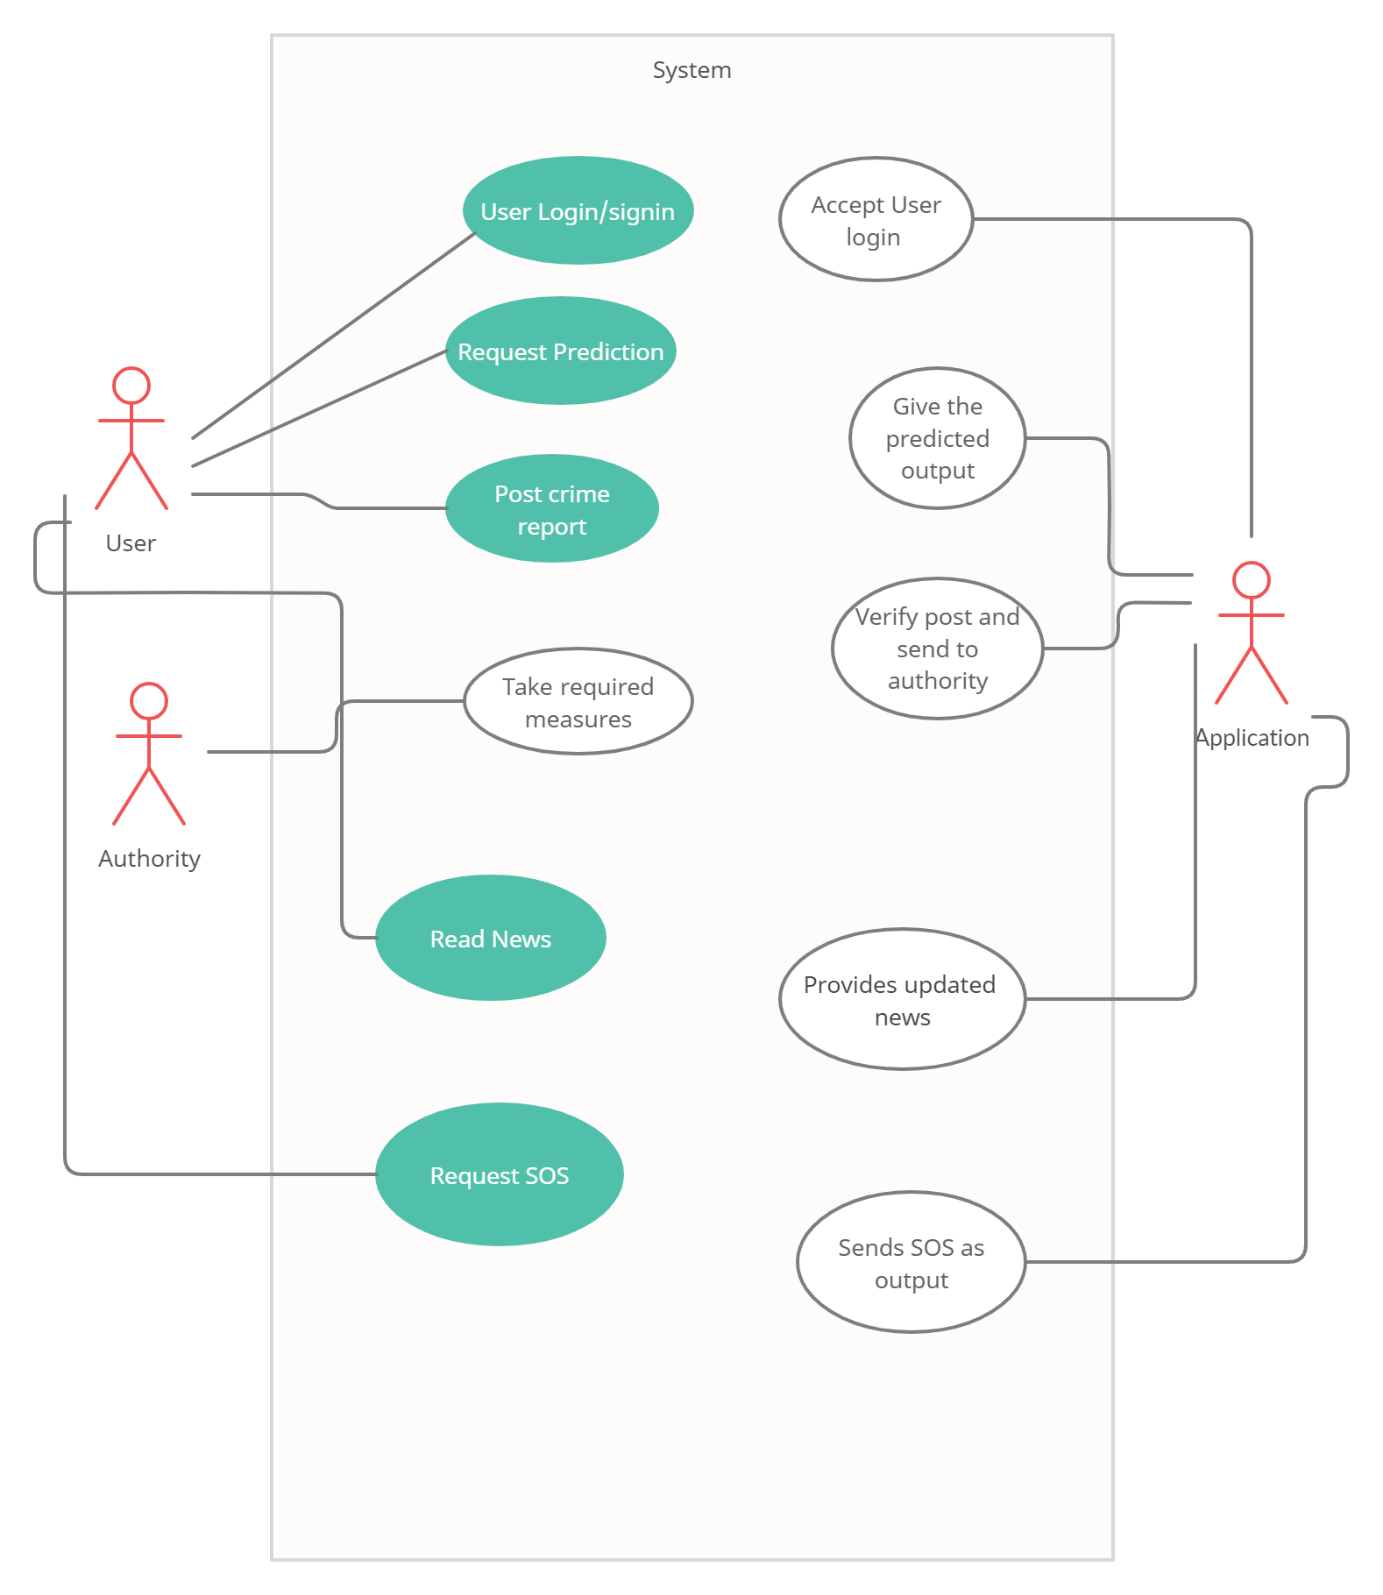 System
User Login/signin
Accept User
login
Request Prediction
Give the
predicted
output
Post crime
report
User
Verify post and
send to
authority
Take required
measures
Application
Authority
Read News
Provides updated
news
Request SOS
Sends SOS as
output